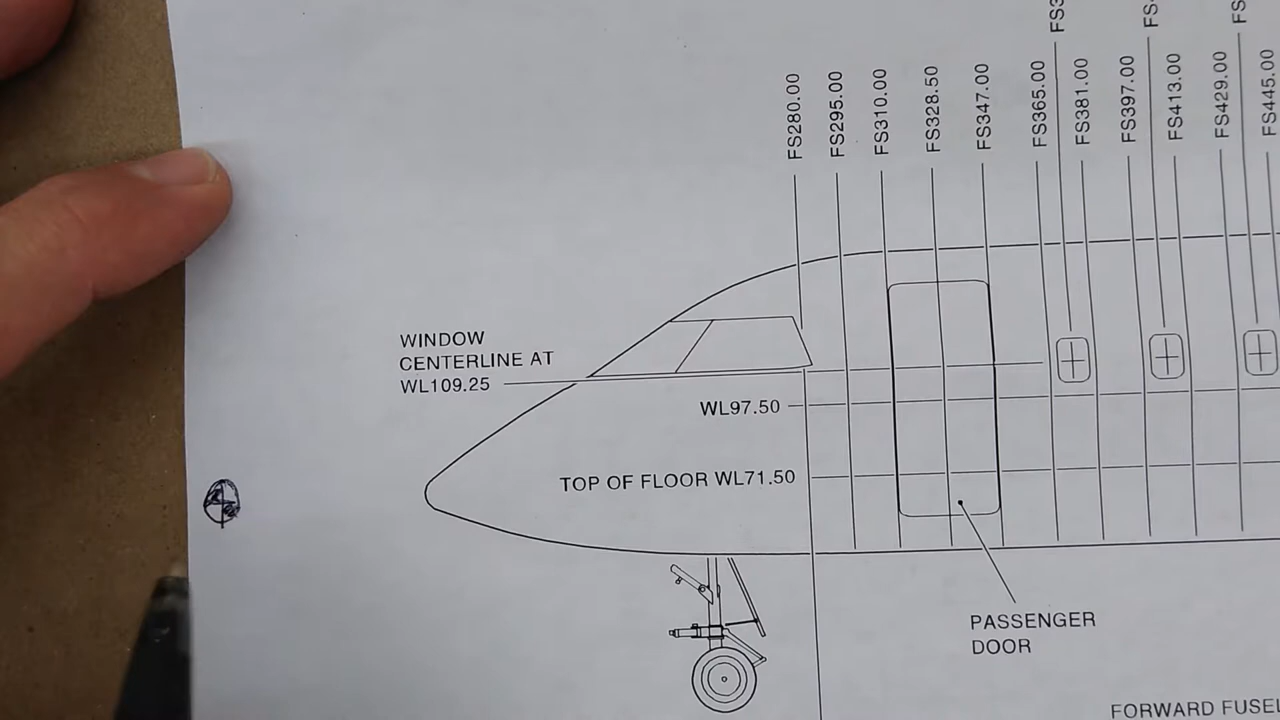 FS280.00
FS295.00
FS310.00
FS328.50
FS347.00
FS365.00
FS381.00
FS397.00
FS413.00
FS429.00
FS445.00
WINDOW
CENTERLINE AT
WL109.25
WL97.50
TOP OF FLOOR WL71.50
PASSENGER
DOOR
FORWARD